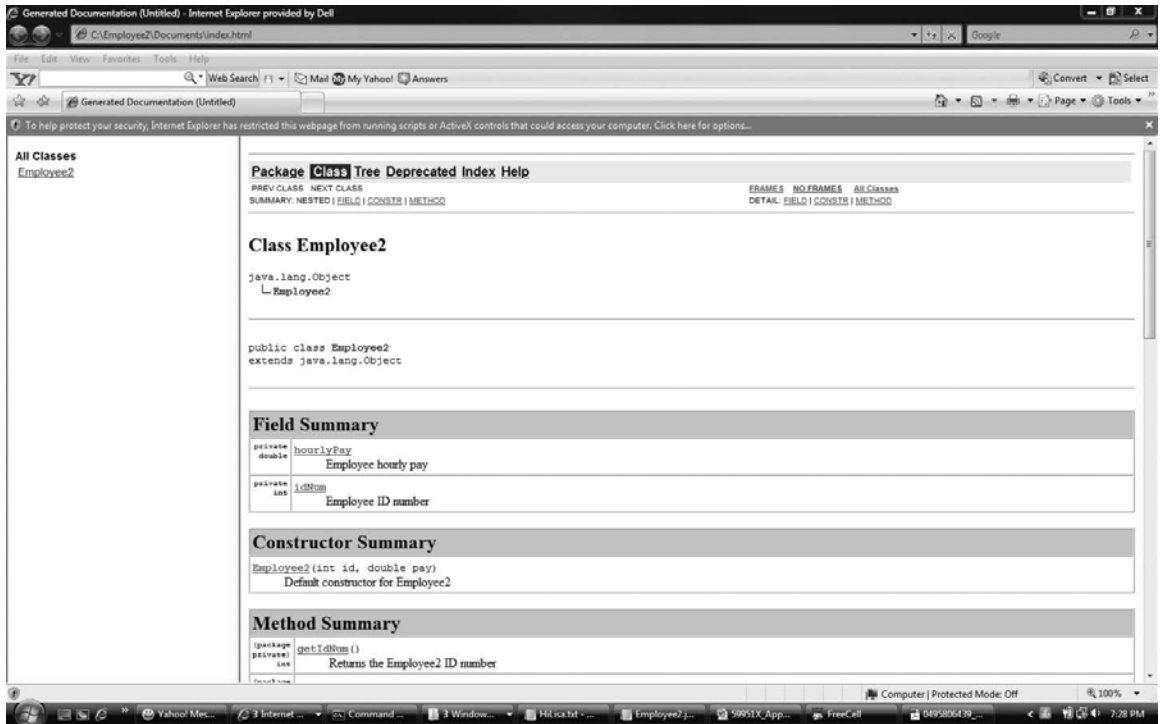 Generated Documentation (Untitled) - Internet Explorer provided by Dell
C:\Employee2\Documents\index.html
Google
File Edit View Favorites Tools Help
Y7
Web Search Mail My Yahoo! Answers Convert Select
Generated Documentation (Untitled) Page Tools
To help protect your security, Internet Explorer has restricted this webpage from running scripts or ActiveX controls that could access your computer. Click here for options...
All Classes
Employee2
Package Class Tree Deprecated Index Help
PREV CLASS NEXT CLASS FRAMES NO FRAMES All Classes
SUMMARY: NESTED | FIELD | CONSTR | METHOD DETAIL: FIELD | CONSTR | METHOD
Class Employee2
java.lang.Object
Employee2
public class Employee2
extends java.lang.Object
Field Summary
private
double
hourlyPay
Employee hourly pay
private
int
idNum
Employee ID number
Constructor Summary
Employee2(int id, double pay)
Default constructor for Employee2
Method Summary
(package
private)
int
getIdNum()
Returns the Employee2 ID number
(package
Computer | Protected Mode: Off 100%
Yahoo! Mes... 3 Internet ... Command ... 3 Window... HiLisa.txt - ... Employee2.j... 59951X_App... FreeCell 0495806439_... 7:28 PM